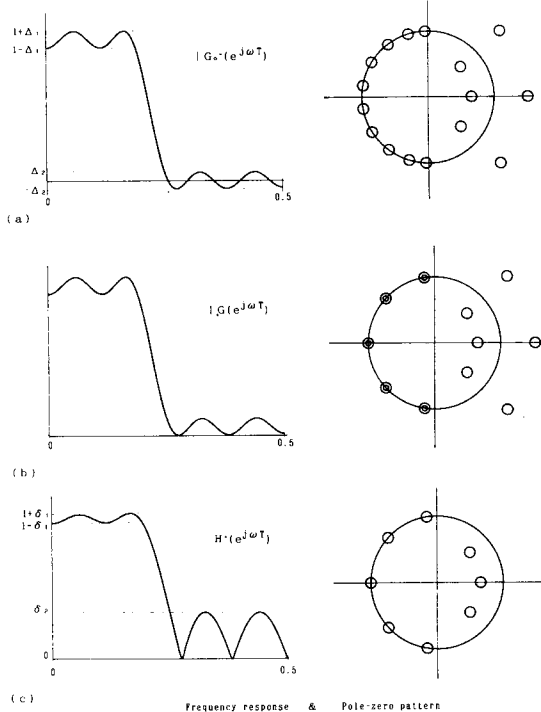 1+Δ₁
1-Δ₁
| G₀*(e^jωT)
Δ₂
-Δ₂
0
0.5
(a)
| G(e^jωT)
0
0.5
(b)
1+δ₁
1-δ₁
H*(e^jωT)
δ₂
0
0
0.5
(c)
Frequency response & Pole-zero pattern